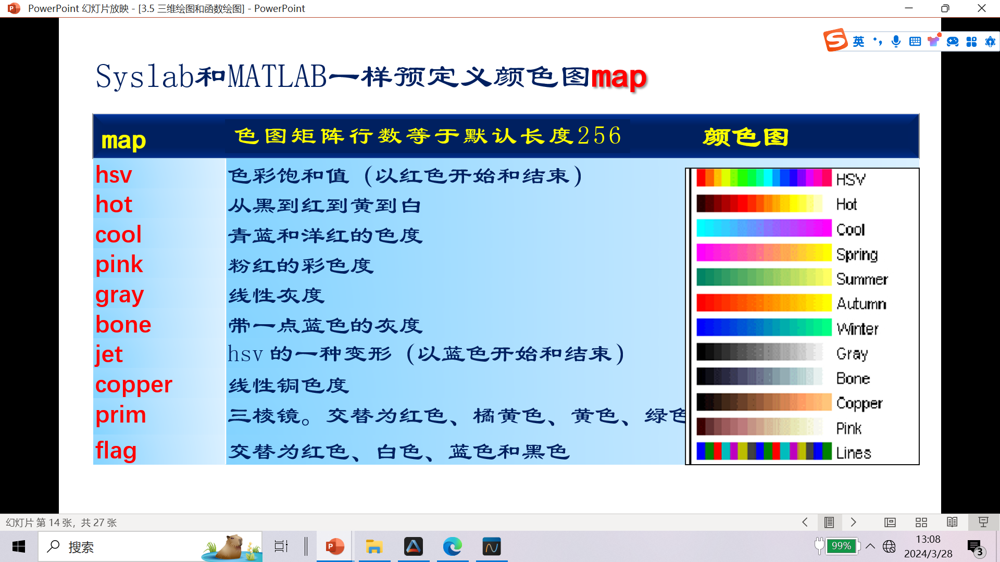 PowerPoint 幻灯片放映 - [3.5 三维绘图和函数绘图] - PowerPoint
英
Syslab和MATLAB一样预定义颜色图map
map 色图矩阵行数等于默认长度256 颜色图
hsv 色彩饱和值（以红色开始和结束）
hot 从黑到红到黄到白
cool 青蓝和洋红的色度
pink 粉红的彩色度
gray 线性灰度
bone 带一点蓝色的灰度
jet hsv 的一种变形（以蓝色开始和结束）
copper 线性铜色度
prim 三棱镜。交替为红色、橘黄色、黄色、绿色
flag 交替为红色、白色、蓝色和黑色
HSV
Hot
Cool
Spring
Summer
Autumn
Winter
Gray
Bone
Copper
Pink
Lines
幻灯片 第 14 张，共 27 张
搜索
99%
13:08
2024/3/28
3